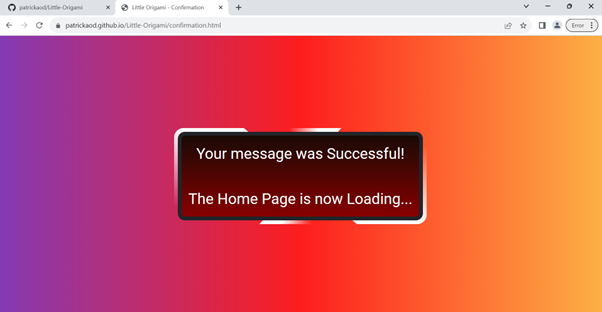 patrickaod/Little-Origami
Little Origami - Confirmation
patrickaod.github.io/Little-Origami/confirmation.html
Error
Your message was Successful!
The Home Page is now Loading...